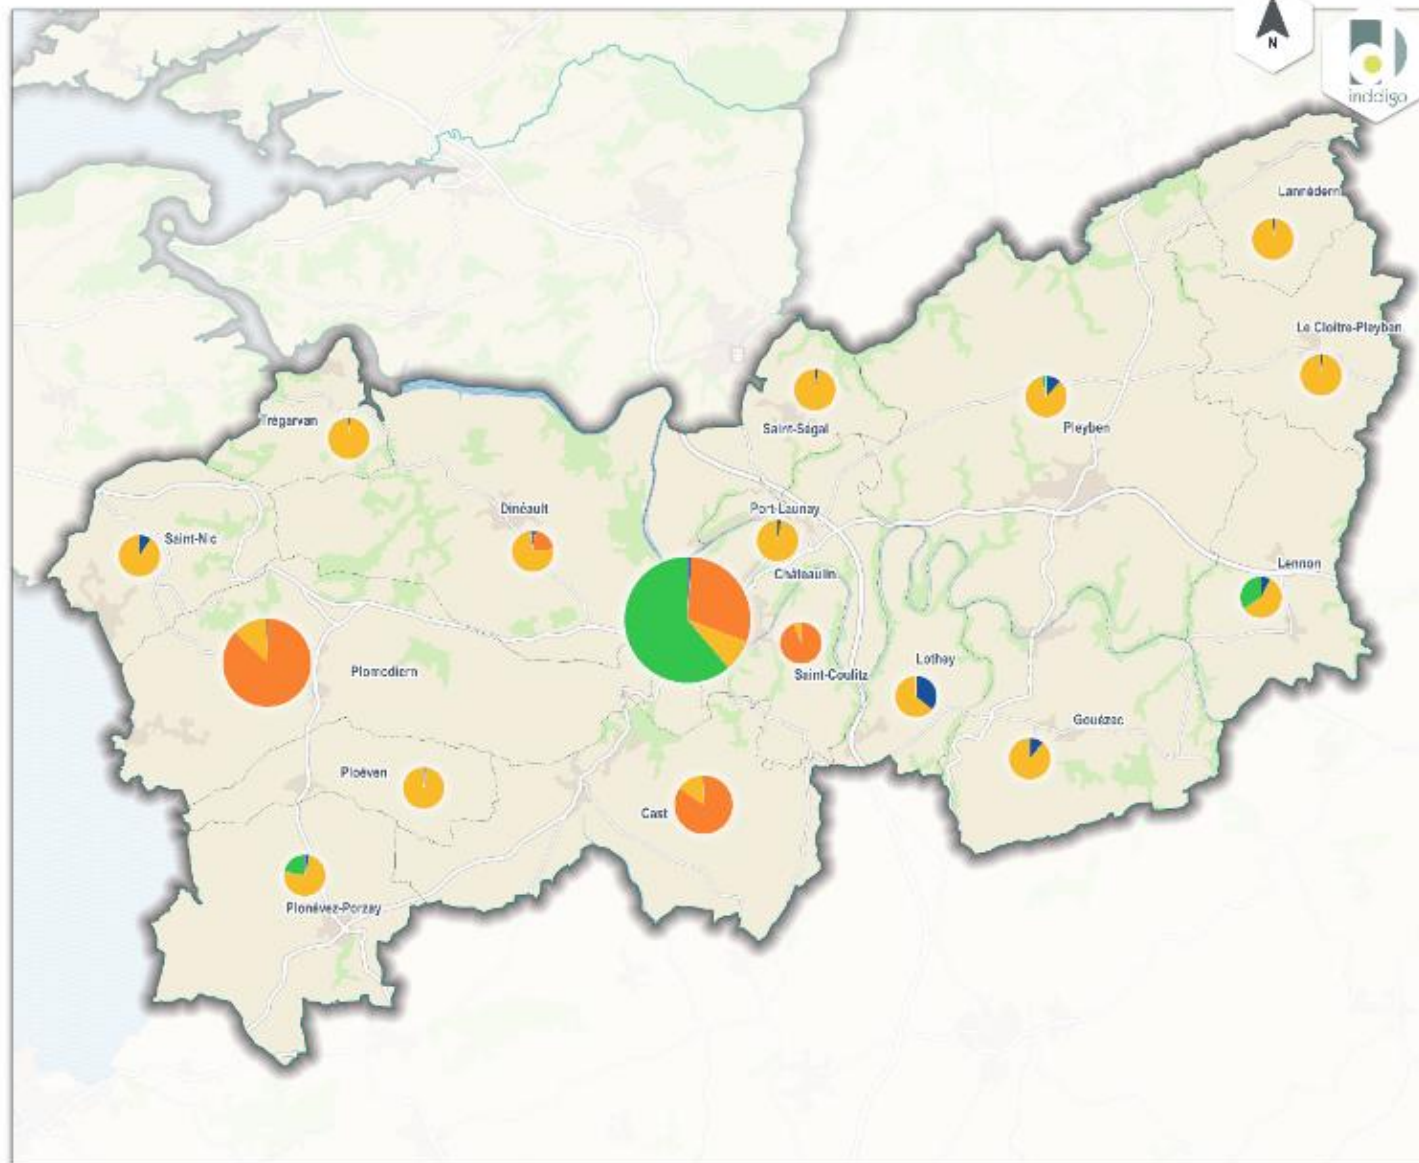 N
inddigo
Lannédern
Le Cloître-Pleyben
Trégarvan
Saint-Ségal
Pleyben
Dinéault
Port-Launay
Saint-Nic
Châteaulin
Lennon
Plomodiern
Saint-Coulitz
Lothey
Gouézec
Ploéven
Cast
Plonévez-Porzay